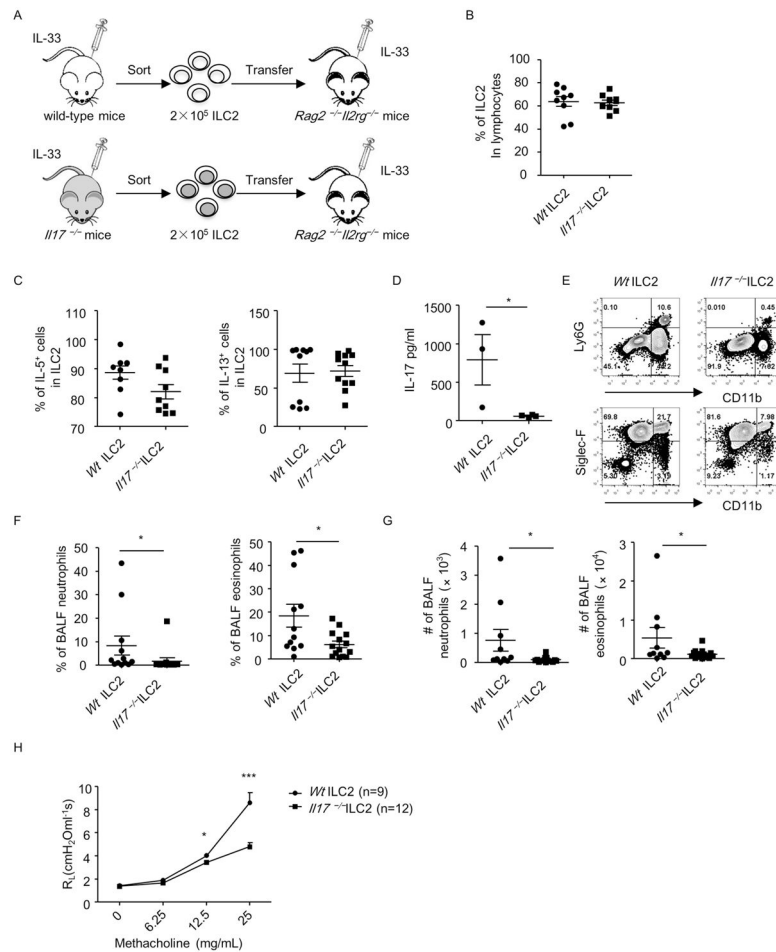 A
IL-33
IL-33
Sort
Transfer
wild-type mice
2×10⁵ ILC2
Rag2 ⁻/⁻Il2rg⁻/⁻ mice
IL-33
IL-33
Sort
Transfer
Il17 ⁻/⁻ mice
2×10⁵ ILC2
Rag2 ⁻/⁻Il2rg⁻/⁻ mice
B
% of ILC2
In lymphocytes
100
80
60
40
20
0
Wt ILC2
Il17 ⁻/⁻ILC2
C
% of IL-5⁺ cells
in ILC2
110
100
90
80
70
Wt ILC2
Il17 ⁻/⁻ILC2
% of IL-13⁺ cells
in ILC2
150
100
50
0
Wt ILC2
Il17 ⁻/⁻ILC2
D
IL-17 pg/ml
1500
1000
500
0
*
Wt ILC2
Il17 ⁻/⁻ILC2
E
Wt ILC2
Il17 ⁻/⁻ILC2
Ly6G
0.10
10.6
45.1
0.010
0.45
91.9
7.62
CD11b
Siglec-F
69.8
21.7
5.30
3.19
81.6
7.98
9.23
1.17
CD11b
F
% of BALF neutrophils
50
40
30
20
10
0
*
Wt ILC2
Il17 ⁻/⁻ILC2
% of BALF eosinophils
50
40
30
20
10
0
*
Wt ILC2
Il17 ⁻/⁻ILC2
G
# of BALF
neutrophils (× 10³)
4
3
2
1
0
*
Wt ILC2
Il17 ⁻/⁻ILC2
# of BALF
eosinophils (× 10⁴)
3
2
1
0
*
Wt ILC2
Il17 ⁻/⁻ILC2
H
R_L(cmH₂Oml⁻¹s)
10
8
6
4
2
0
*
***
Wt ILC2 (n=9)
Il17 ⁻/⁻ILC2 (n=12)
0
6.25
12.5
25
Methacholine (mg/mL)